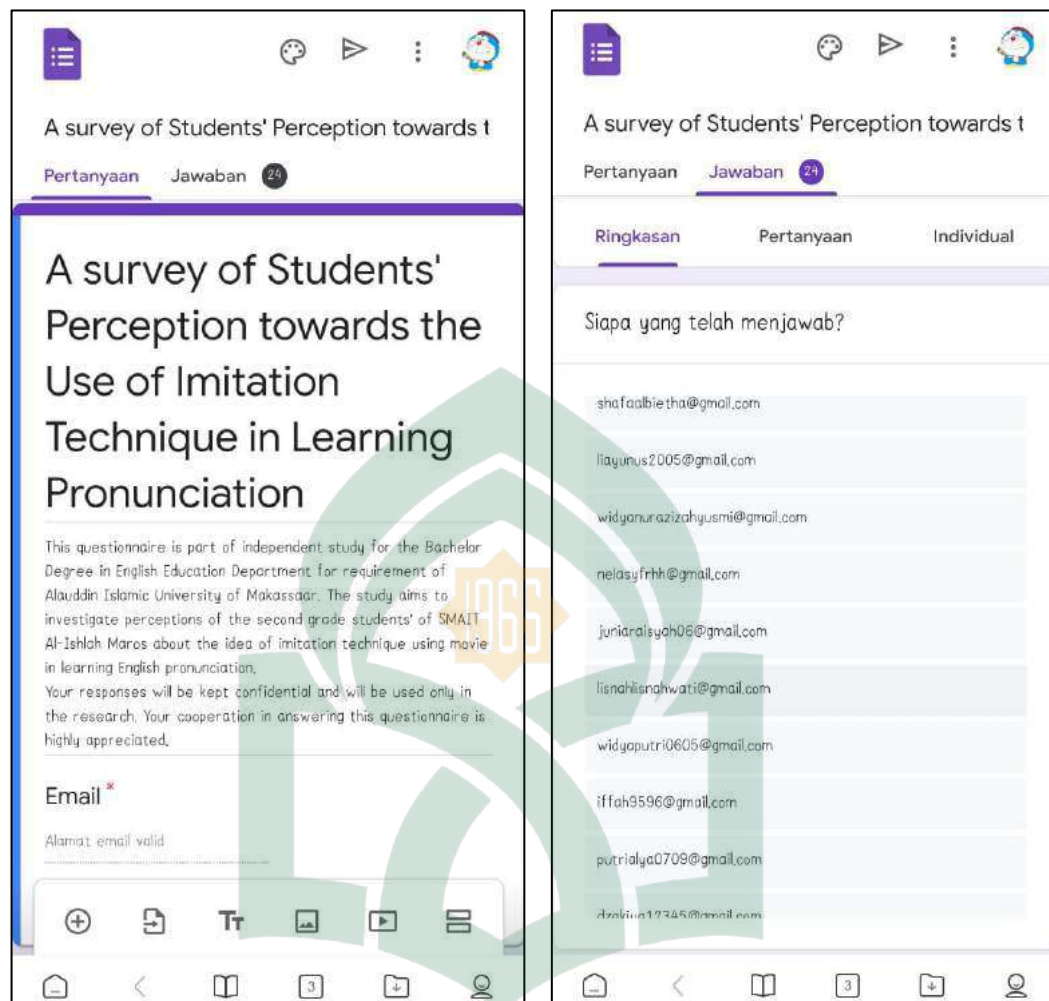 A survey of Students' Perception towards t
Pertanyaan Jawaban 24
A survey of Students'
Perception towards the
Use of Imitation
Technique in Learning
Pronunciation
This questionnaire is part of independent study for the Bachelor
Degree in English Education Department for requirement of
Alauddin Islamic University of Makassaar. The study aims to
investigate perceptions of the second grade students' of SMAIT
Al-Ishlah Maros about the idea of imitation technique using movie
in learning English pronunciation.
Your responses will be kept confidential and will be used only in
the research. Your cooperation in answering this questionnaire is
highly appreciated.
Email *
Alamat email valid
Tт
3
A survey of Students' Perception towards t
Pertanyaan Jawaban 24
Ringkasan Pertanyaan Individual
Siapa yang telah menjawab?
shafaalbietha@gmail.com
liayunus2005@gmail.com
widyanurazizahyusmi@gmail.com
nelasyfrhh@gmail.com
juniaraisyah06@gmail.com
lisnahlisnahwati@gmail.com
widyaputri0605@gmail.com
iffah9596@gmail.com
putrialya0709@gmail.com
dzakiya12345@gmail.com
3
1965